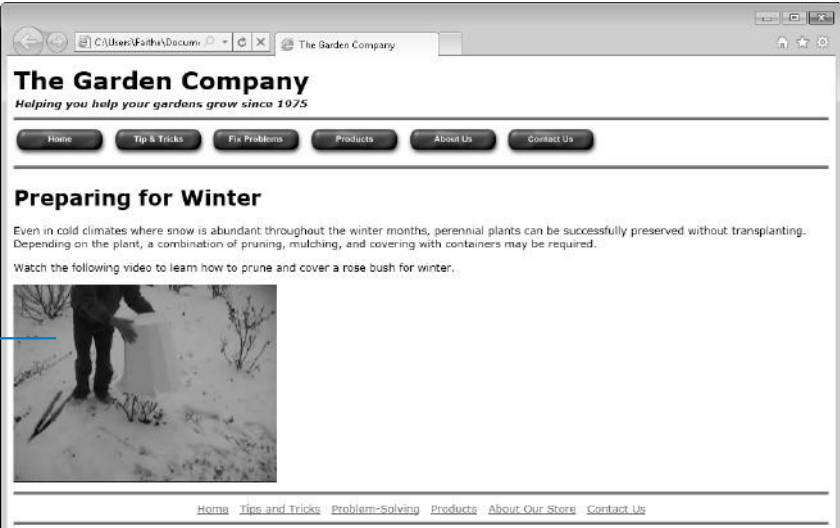 C:\Users\Faithe\Docum
The Garden Company
The Garden Company
Helping you help your gardens grow since 1975
Home Tip & Tricks Fix Problems Products About Us Contact Us
Preparing for Winter
Even in cold climates where snow is abundant throughout the winter months, perennial plants can be successfully preserved without transplanting.
Depending on the plant, a combination of pruning, mulching, and covering with containers may be required.
Watch the following video to learn how to prune and cover a rose bush for winter.
Home Tips and Tricks Problem-Solving Products About Our Store Contact Us